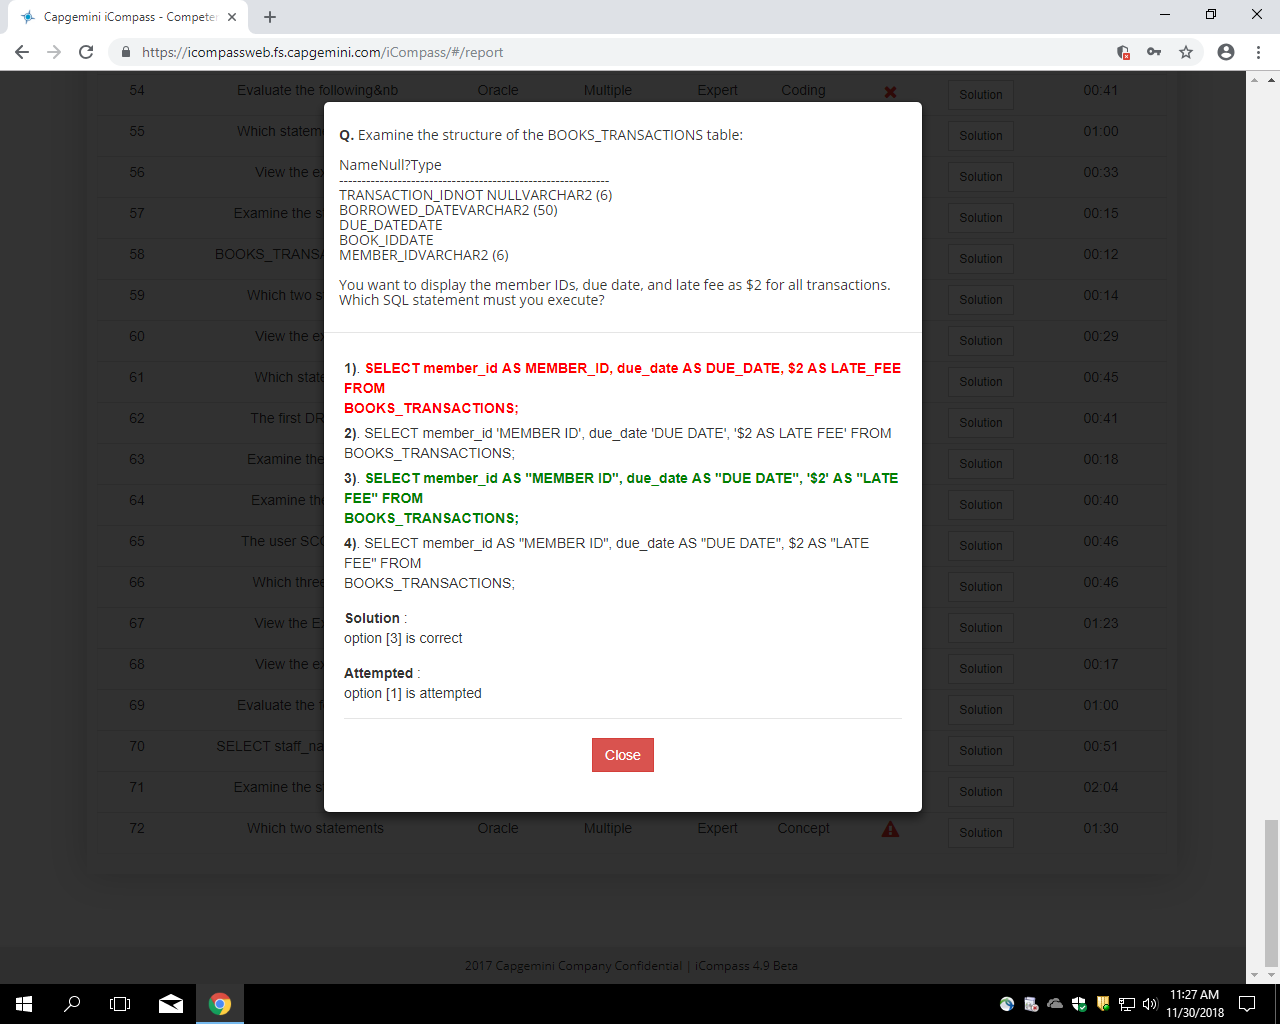 Capgemini iCompass - Competen
https://icompassweb.fs.capgemini.com/iCompass/#/report
54 Evaluate the following&nb Oracle Multiple Expert Coding Solution 00:41
55 Which statem Solution 01:00
56 View the ex Solution 00:33
57 Examine the s Solution 00:15
58 BOOKS_TRANSA Solution 00:12
59 Which two s Solution 00:14
60 View the ex Solution 00:29
61 Which state Solution 00:45
62 The first DR Solution 00:41
63 Examine the Solution 00:18
64 Examine th Solution 00:40
65 The user SCO Solution 00:46
66 Which three Solution 00:46
67 View the E Solution 01:23
68 View the ex Solution 00:17
69 Evaluate the f Solution 01:00
70 SELECT staff_na Solution 00:51
71 Examine the s Solution 02:04
72 Which two statements Oracle Multiple Expert Concept Solution 01:30
Q. Examine the structure of the BOOKS_TRANSACTIONS table:
NameNull?Type
------------------------------------------------------------
TRANSACTION_IDNOT NULLVARCHAR2 (6)
BORROWED_DATEVARCHAR2 (50)
DUE_DATEDATE
BOOK_IDDATE
MEMBER_IDVARCHAR2 (6)
You want to display the member IDs, due date, and late fee as $2 for all transactions.
Which SQL statement must you execute?
1). SELECT member_id AS MEMBER_ID, due_date AS DUE_DATE, $2 AS LATE_FEE
FROM
BOOKS_TRANSACTIONS;
2). SELECT member_id 'MEMBER ID', due_date 'DUE DATE', '$2 AS LATE FEE' FROM
BOOKS_TRANSACTIONS;
3). SELECT member_id AS "MEMBER ID", due_date AS "DUE DATE", '$2' AS "LATE
FEE" FROM
BOOKS_TRANSACTIONS;
4). SELECT member_id AS "MEMBER ID", due_date AS "DUE DATE", $2 AS "LATE
FEE" FROM
BOOKS_TRANSACTIONS;
Solution :
option [3] is correct
Attempted :
option [1] is attempted
Close
2017 Capgemini Company Confidential | iCompass 4.9 Beta
11:27 AM
11/30/2018